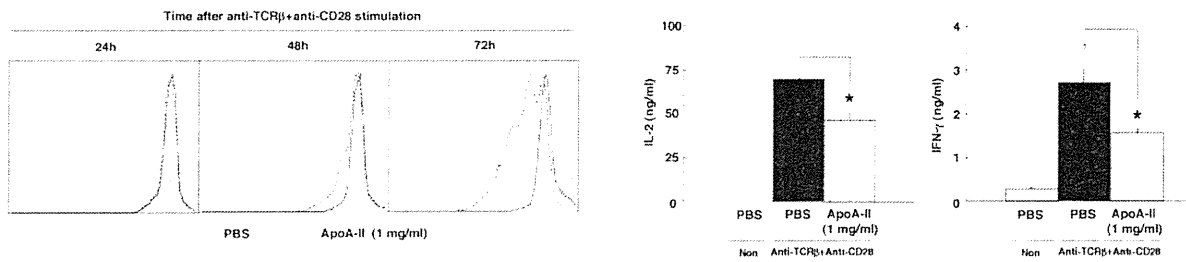 Time after anti-TCRβ+anti-CD28 stimulation
24h 48h 72h
PBS ApoA-II (1 mg/ml)
IL-2 (ng/ml)
100
75
50
25
0
*
PBS PBS ApoA-II
(1 mg/ml)
Non Anti-TCRβ+Anti-CD28
IFN-γ (ng/ml)
4
3
2
1
0
*
PBS PBS ApoA-II
(1 mg/ml)
Non Anti-TCRβ+Anti-CD28